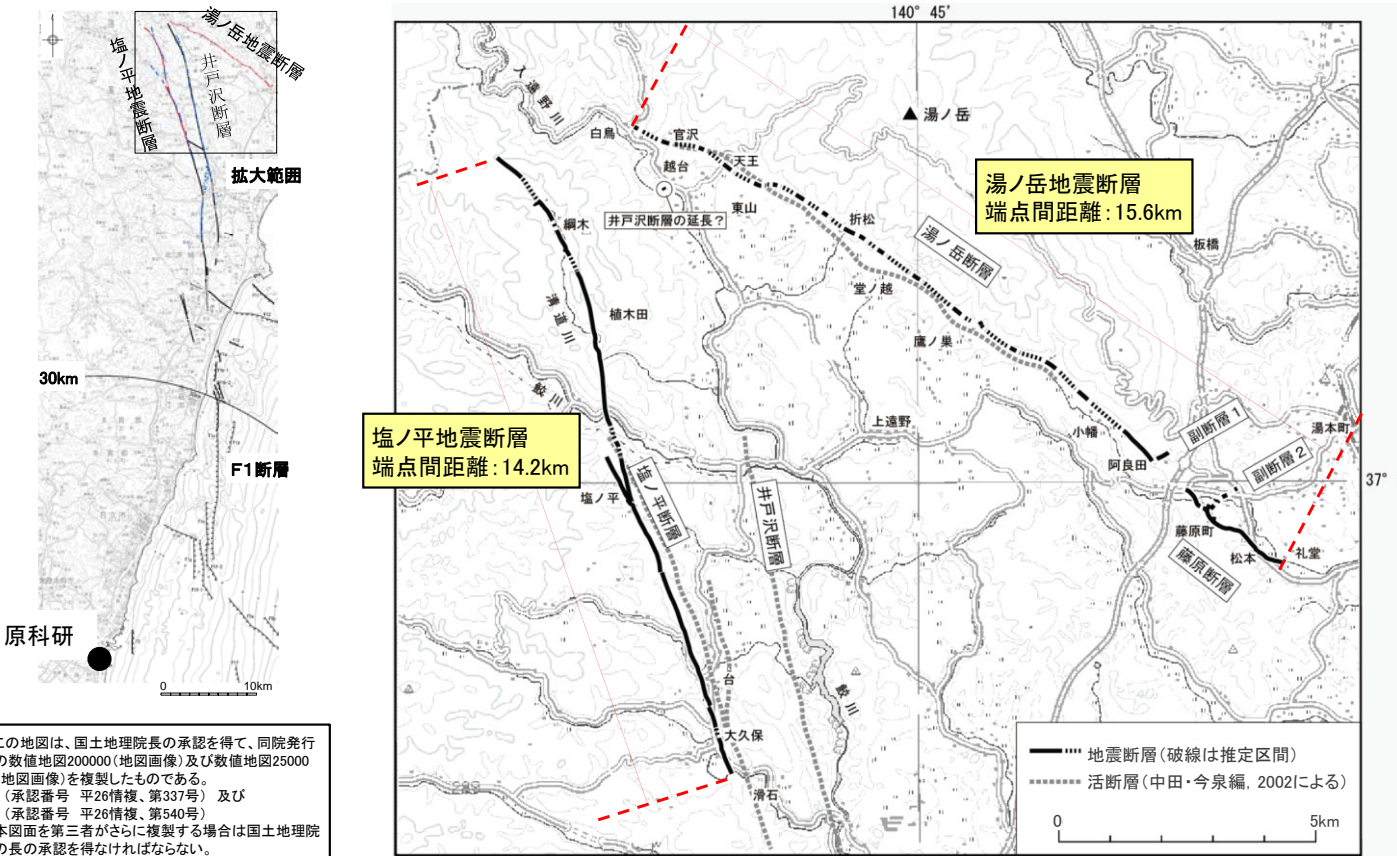 湯ノ岳地震断層
塩ノ平地震断層
井戸沢断層
拡大範囲
30km
F1断層
原科研
0 10km
この地図は、国土地理院長の承認を得て、同院発行
の数値地図200000（地図画像）及び数値地図25000
地図画像）を複製したものである。
（承認番号 平26情複、第337号） 及び
（承認番号 平26情複、第540号）
本図面を第三者がさらに複製する場合は国土地理院
の長の承認を得なければならない。
140° 45’
入遠野川
白鳥
官沢
越台
天王
▲ 湯ノ岳
井戸沢断層の延長？
東山
折松
湯ノ岳地震断層
端点間距離：15.6km
綱木
湯ノ岳断層
板橋
堂ノ越
植木田
鷹ノ巣
鮫川
塩ノ平地震断層
端点間距離：14.2km
上遠野
小幡
副断層1
湯本町
阿良田
副断層2
37°
塩ノ平
塩ノ平断層
井戸沢断層
藤原町
松本
礼堂
藤原断層
台
鮫川
大久保
滑石
地震断層（破線は推定区間）
活断層（中田・今泉編, 2002による）
0 5km